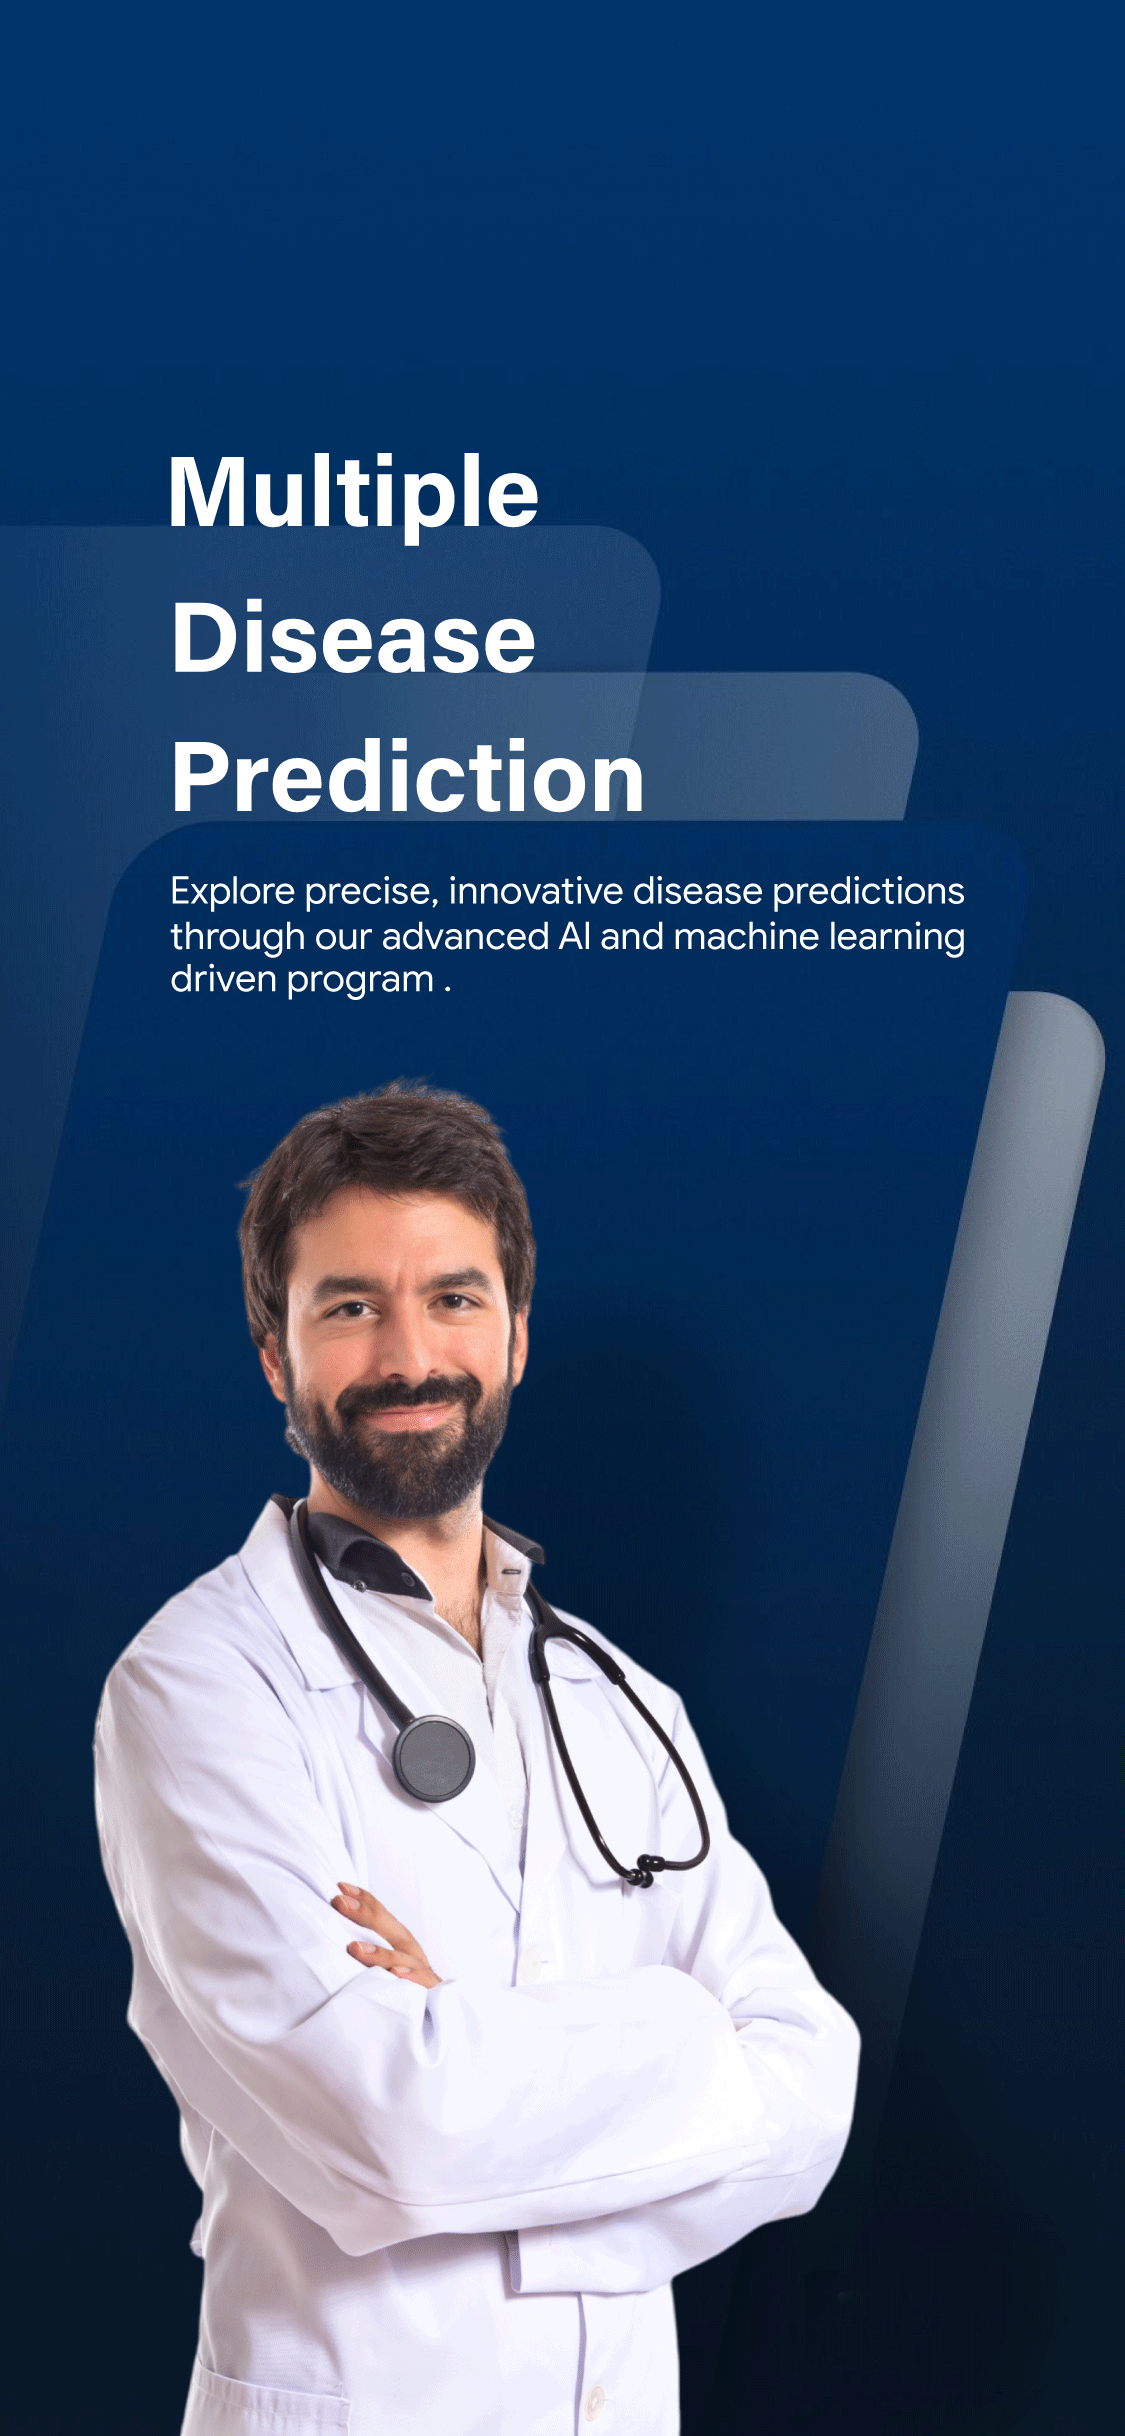 Multiple
Disease
Prediction
Explore precise, innovative disease predictions
through our advanced AI and machine learning
driven program .